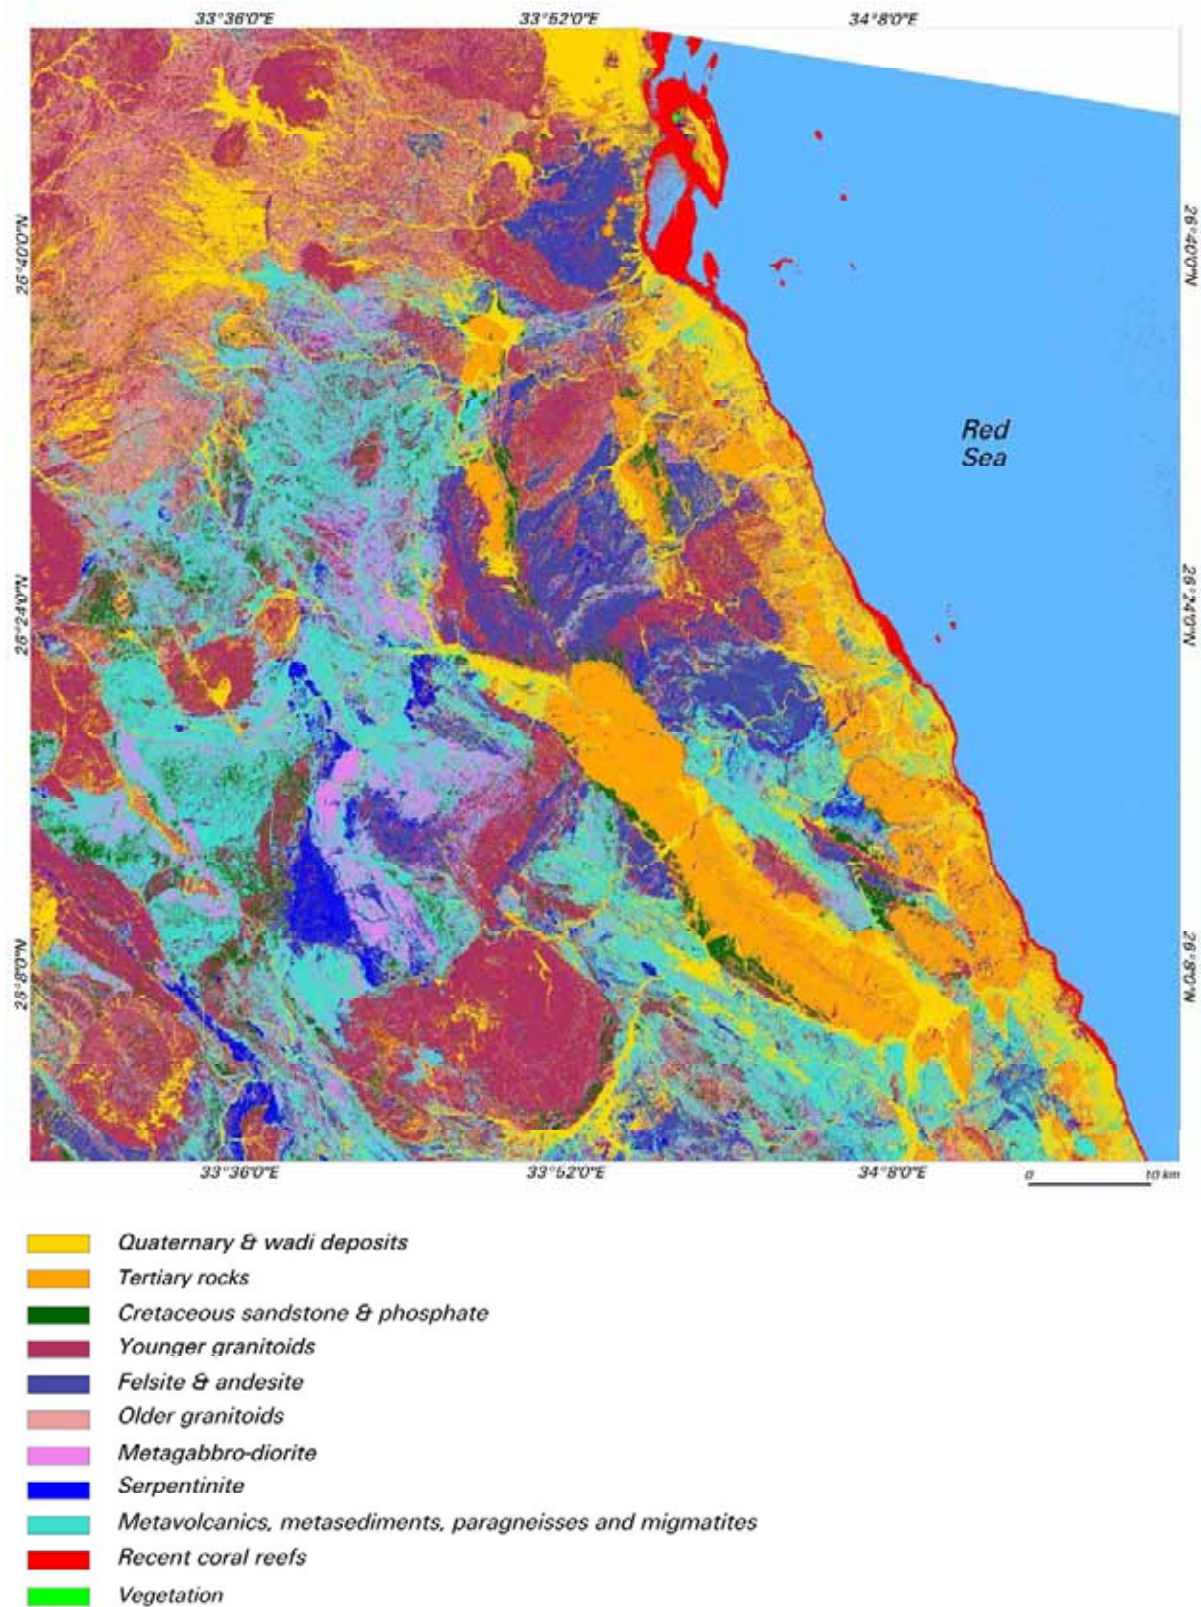 33°36'0"E 33°52'0"E 34°8'0"E
26°40'0"N 26°40'0"N
Red
Sea
26°24'0"N 26°24'0"N
26°8'0"N 26°8'0"N
33°36'0"E 33°52'0"E 34°8'0"E
0 10 km
Quaternary & wadi deposits
Tertiary rocks
Cretaceous sandstone & phosphate
Younger granitoids
Felsite & andesite
Older granitoids
Metagabbro-diorite
Serpentinite
Metavolcanics, metasediments, paragneisses and migmatites
Recent coral reefs
Vegetation